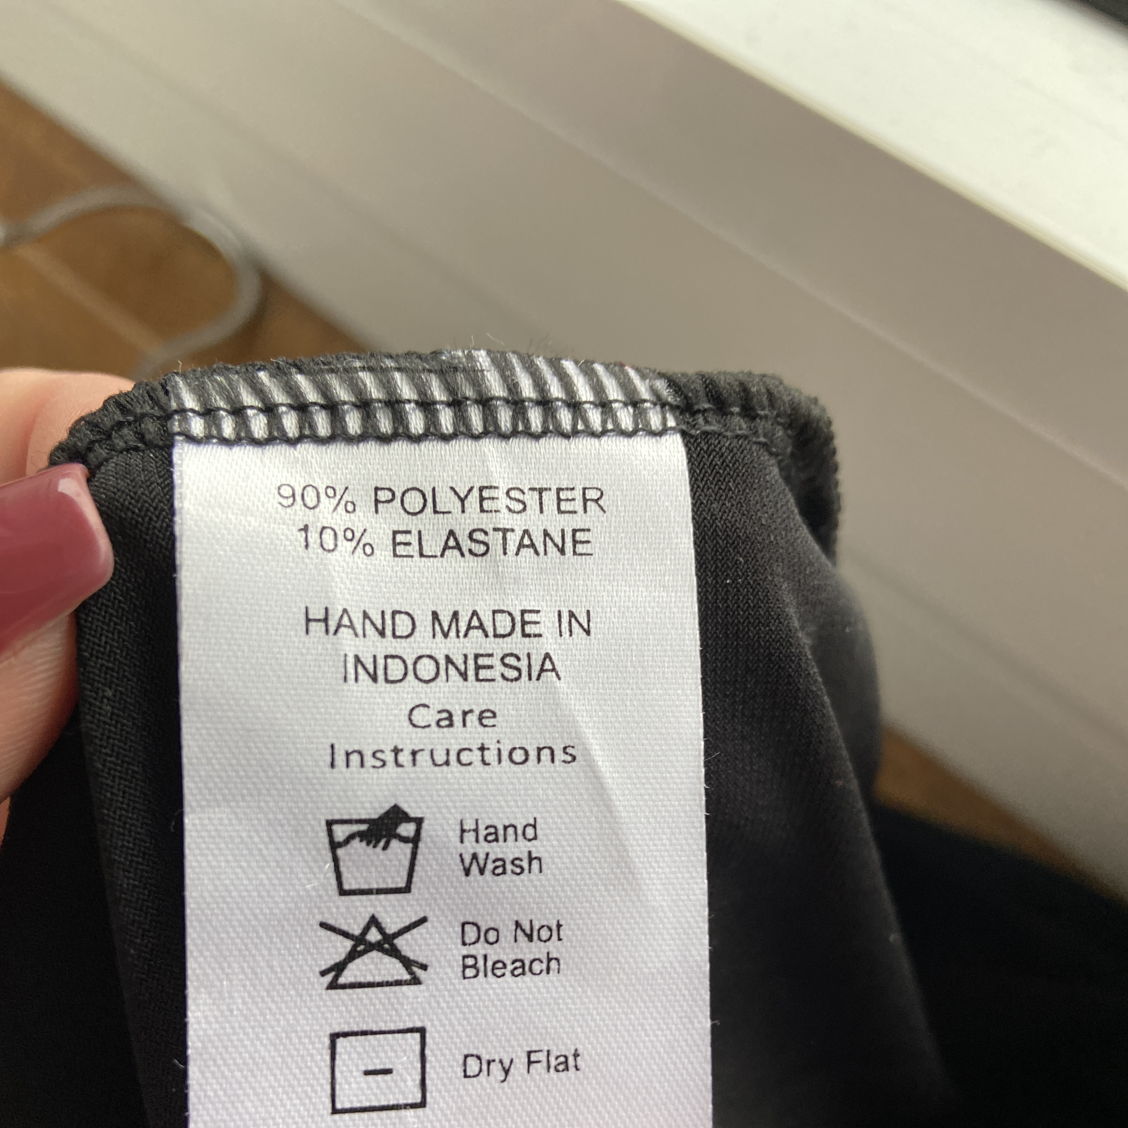 90% POLYESTER
10% ELASTANE
HAND MADE IN
INDONESIA
Care
Instructions
Hand
Wash
Do Not
Bleach
Dry Flat